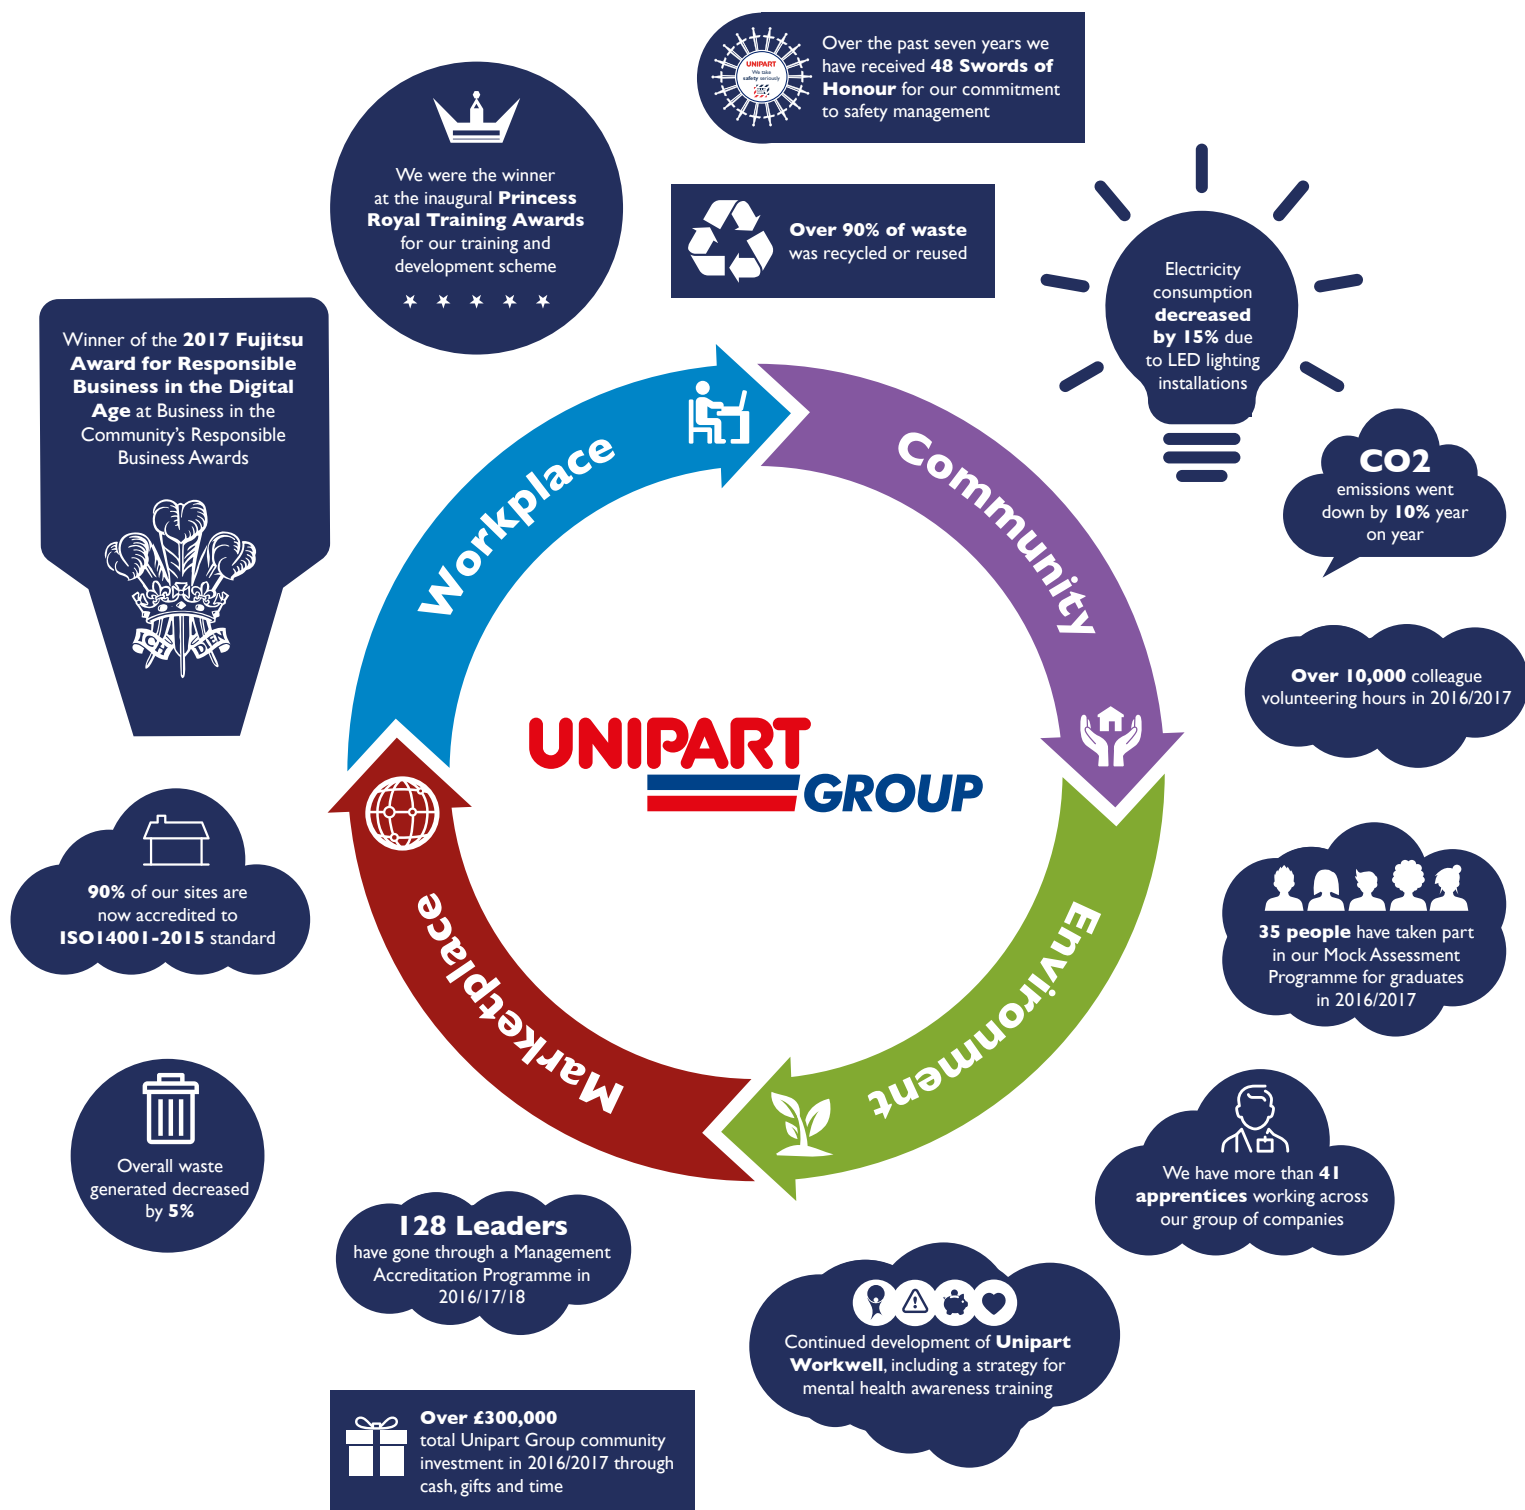 UNIPART
We take
safety seriously
Over the past seven years we
have received 48 Swords of
Honour for our commitment
to safety management
We were the winner
at the inaugural Princess
Royal Training Awards
for our training and
development scheme
Over 90% of waste
was recycled or reused
Electricity
consumption
decreased
by 15% due
to LED lighting
installations
Winner of the 2017 Fujitsu
Award for Responsible
Business in the Digital
Age at Business in the
Community's Responsible
Business Awards
ICH DIEN
CO2
emissions went
down by 10% year
on year
Workplace
Community
Environment
Marketplace
UNIPART
GROUP
Over 10,000 colleague
volunteering hours in 2016/2017
90% of our sites are
now accredited to
ISO14001-2015 standard
35 people have taken part
in our Mock Assessment
Programme for graduates
in 2016/2017
Overall waste
generated decreased
by 5%
We have more than 41
apprentices working across
our group of companies
128 Leaders
have gone through a Management
Accreditation Programme in
2016/17/18
Continued development of Unipart
Workwell, including a strategy for
mental health awareness training
Over £300,000
total Unipart Group community
investment in 2016/2017 through
cash, gifts and time